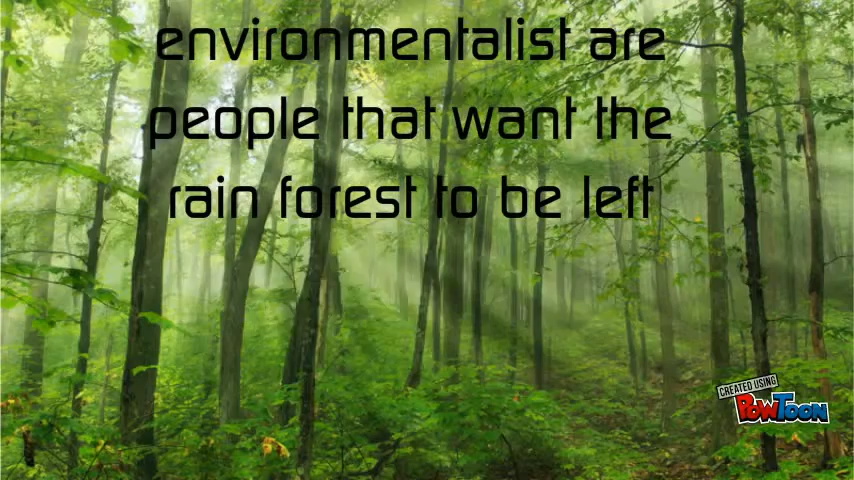 environmentalist are
people that want the
rain forest to be left
CREATED USING
POWTOON